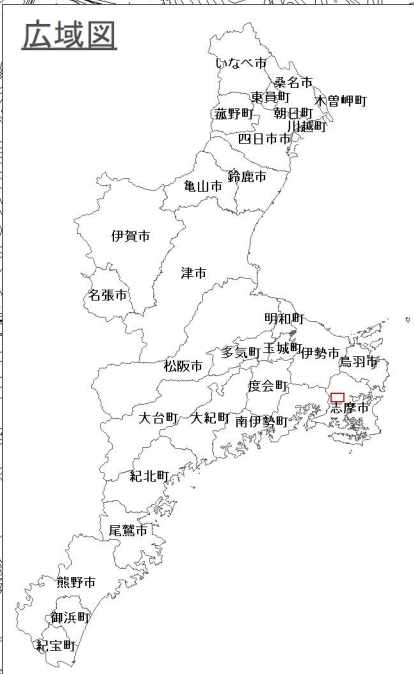 広域図
いなべ市
桑名市
東員町
木曽岬町
菰野町
朝日町
川越町
四日市市
鈴鹿市
亀山市
伊賀市
津市
名張市
明和町
多気町
玉城町
伊勢市
鳥羽市
松阪市
度会町
志摩市
大台町
大紀町
南伊勢町
紀北町
尾鷲市
熊野市
御浜町
紀宝町